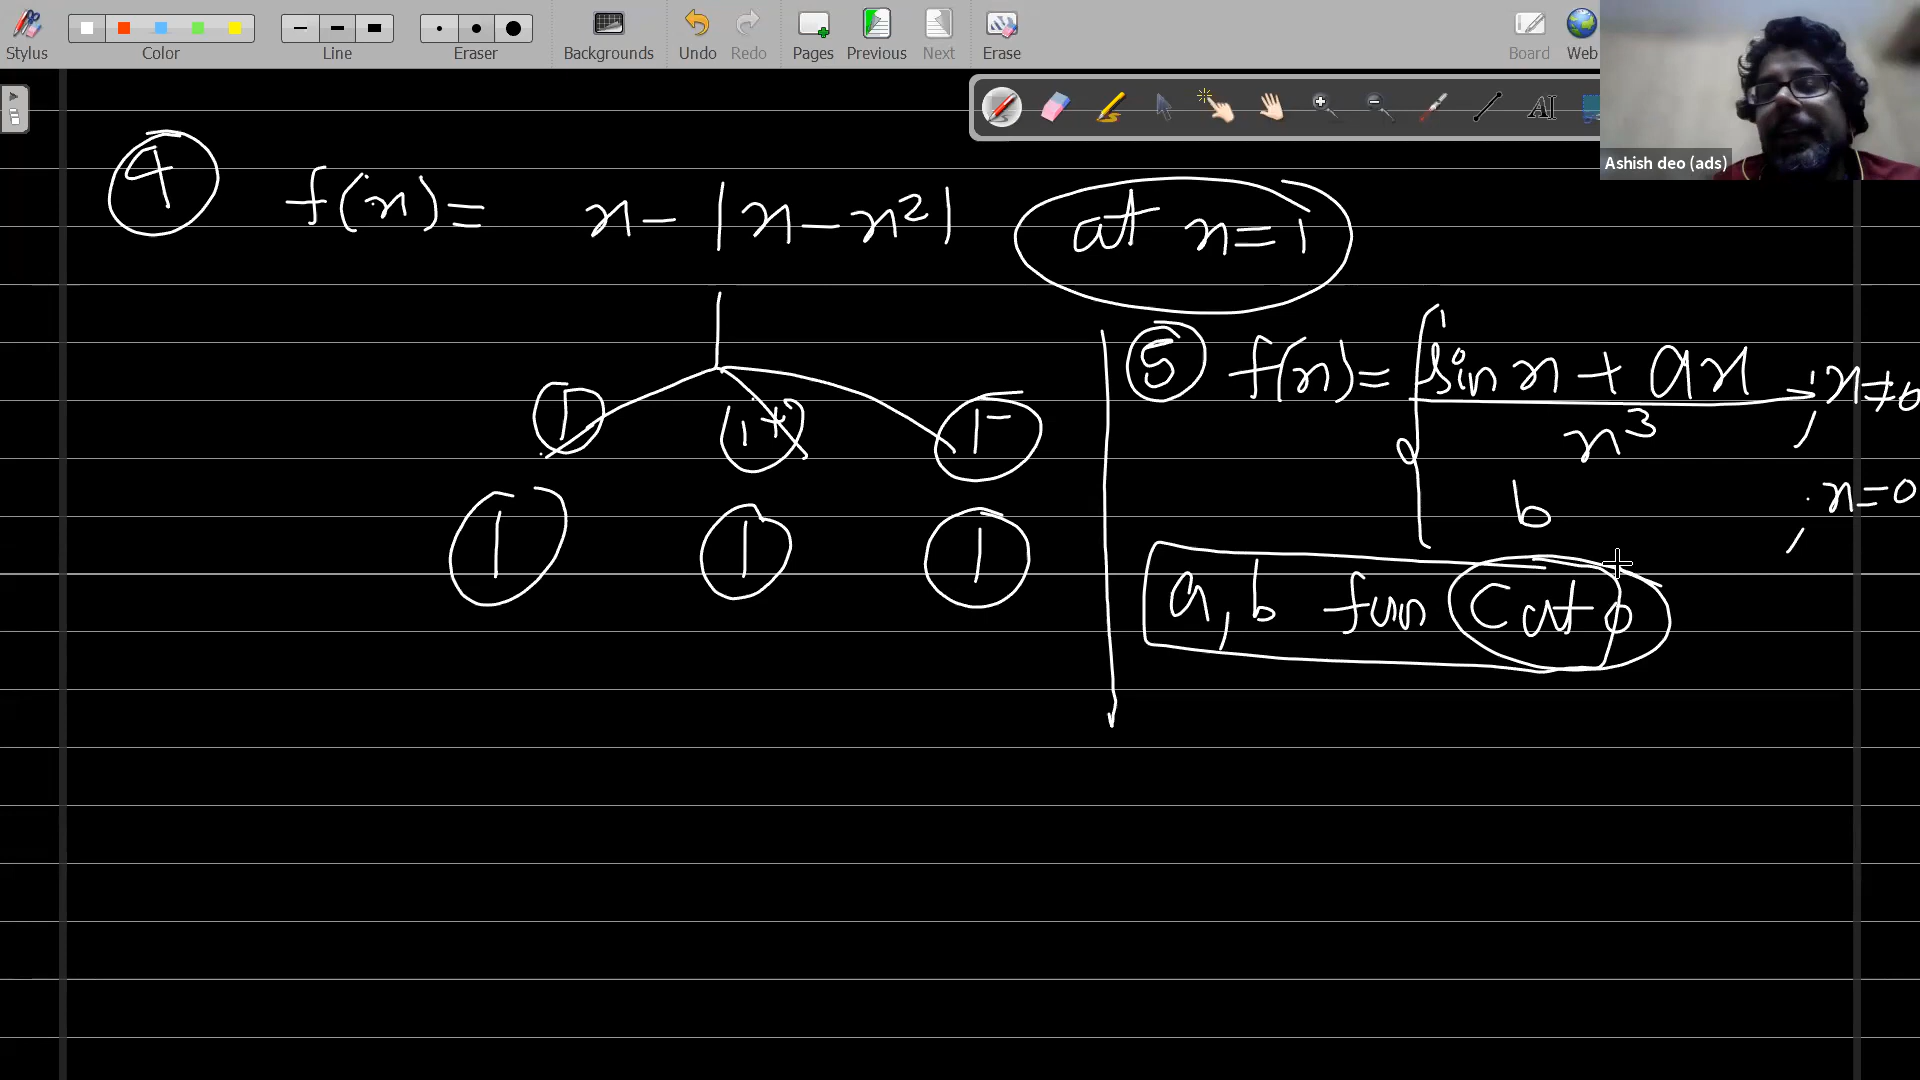 Stylus Color Line Eraser Backgrounds Undo Redo Pages Previous Next Erase Board Web
Ashish deo (ads)
④ f(x) = x - |x - x²| at x = 1
1 1⁺ 1⁻
1 1 1
⑤ f(x) = { sin x + ax / x³ ; x ≠ 0
b ; x = 0
a, b fun C at 0